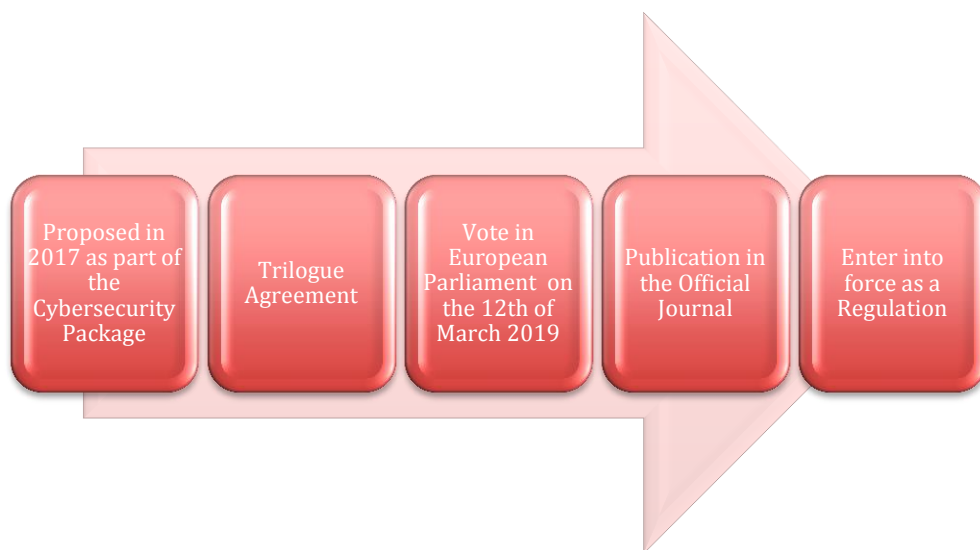 Proposed in
2017 as part of
the
Cybersecurity
Package
Trilogue
Agreement
Vote in
European
Parliament on
the 12th of
March 2019
Publication in
the Official
Journal
Enter into
force as a
Regulation